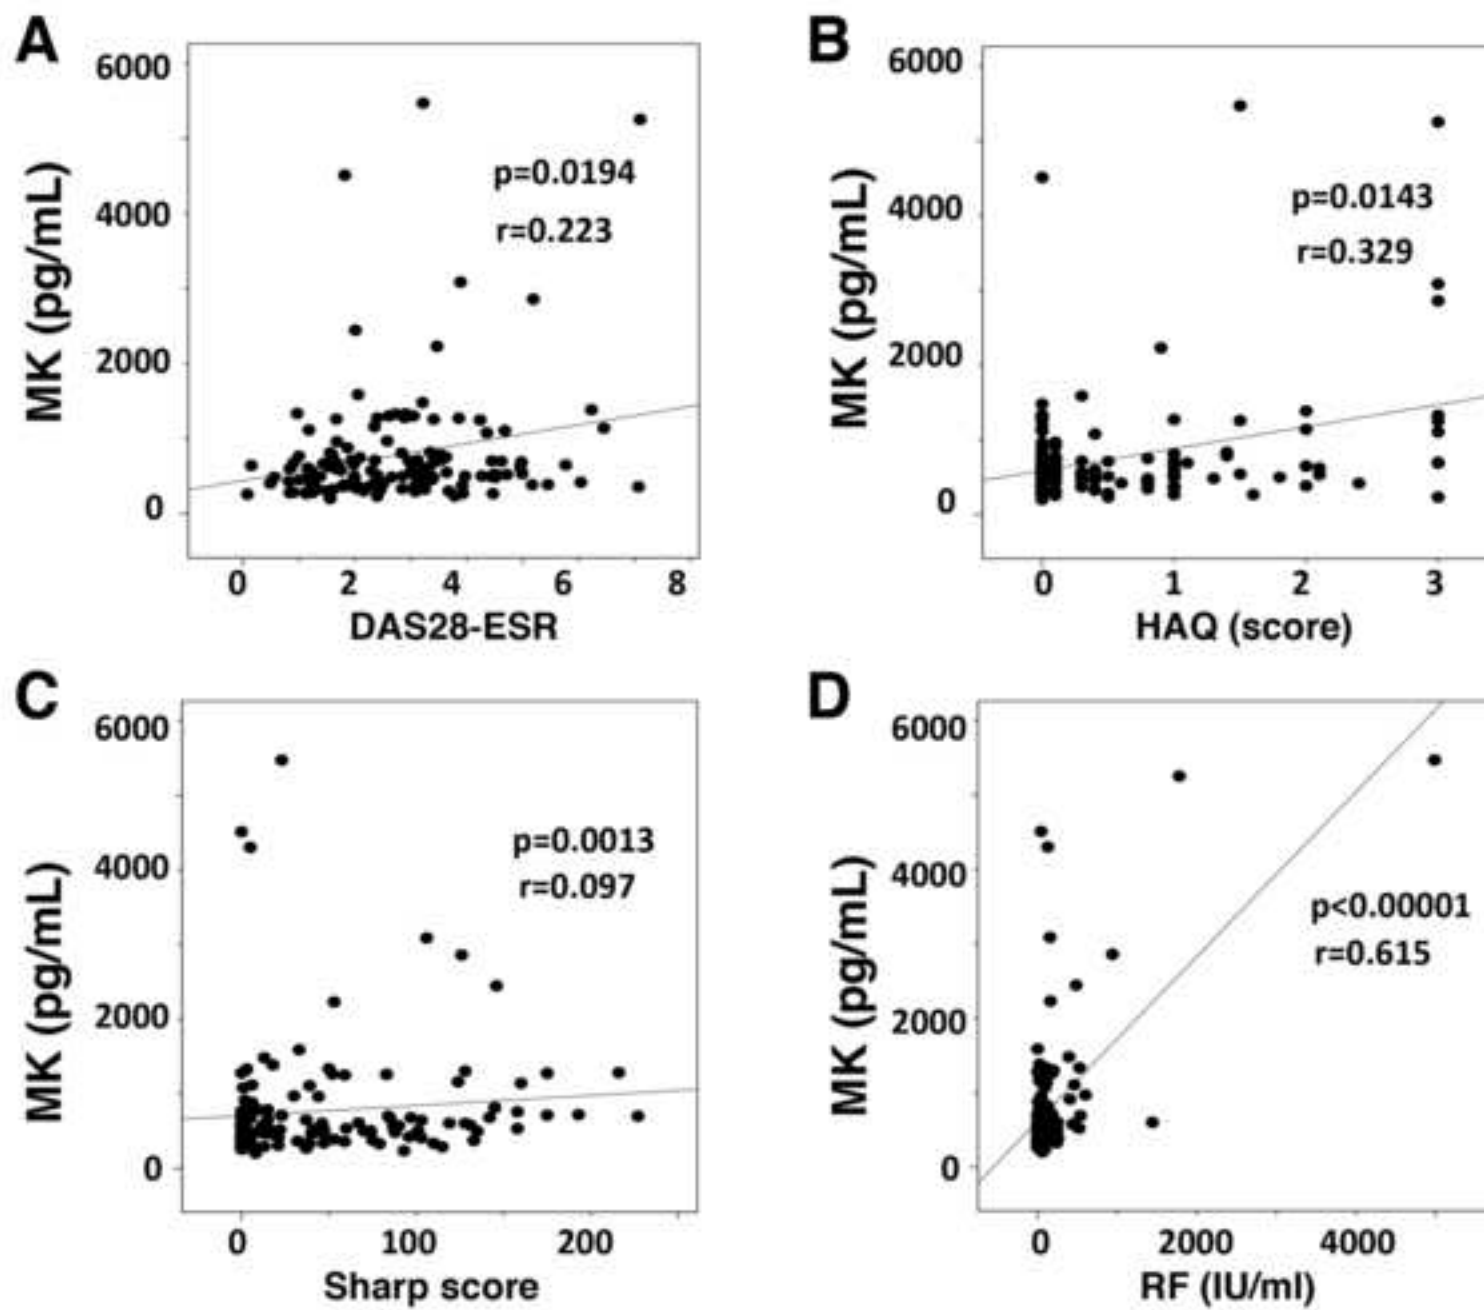 A
6000
4000
2000
0
MK (pg/mL)
p=0.0194
r=0.223
0 2 4 6 8
DAS28-ESR
B
6000
4000
2000
0
MK (pg/mL)
p=0.0143
r=0.329
0 1 2 3
HAQ (score)
C
6000
4000
2000
0
MK (pg/mL)
p=0.0013
r=0.097
0 100 200
Sharp score
D
6000
4000
2000
0
MK (pg/mL)
p<0.00001
r=0.615
0 2000 4000
RF (IU/ml)